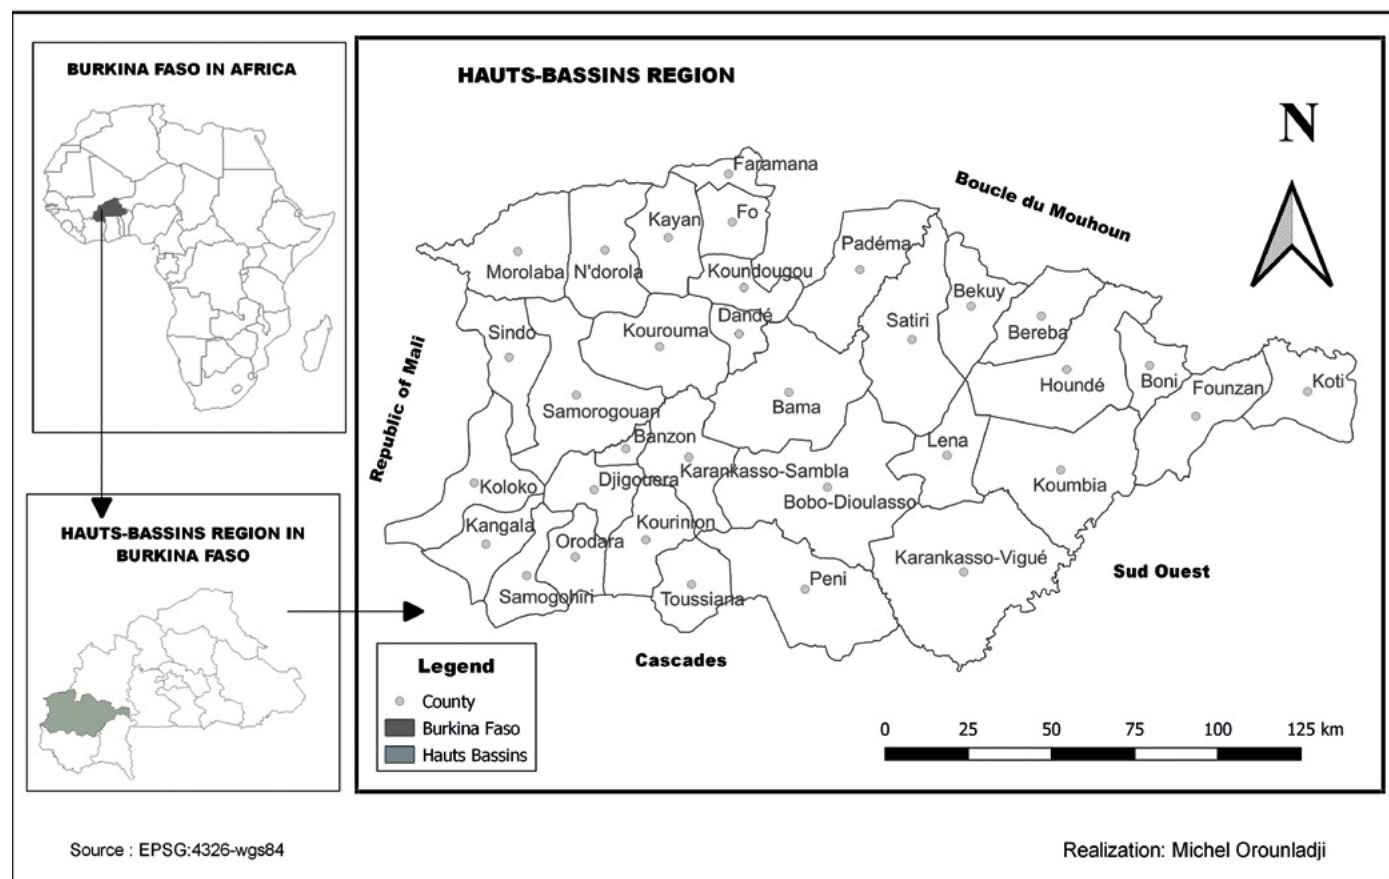 BURKINA FASO IN AFRICA
HAUTS-BASSINS REGION IN
BURKINA FASO
HAUTS-BASSINS REGION
N
Faramana
Boucle du Mouhoun
Fo
Kayan
Padéma
Morolaba
N'dorola
Koundougou
Bekuy
Dandé
Satiri
Sindo
Kourouma
Bereba
Republic of Mali
Houndé
Boni
Founzan
Koti
Samorogouan
Bama
Banzon
Lena
Karankasso-Sambla
Koloko
Djigouera
Bobo-Dioulasso
Koumbia
Kangala
Kourinion
Orodara
Karankasso-Vigué
Sud Ouest
Peni
Samogohiri
Toussiana
Cascades
Legend
County
Burkina Faso
Hauts Bassins
0 25 50 75 100 125 km
Source : EPSG:4326-wgs84
Realization: Michel Orounladji